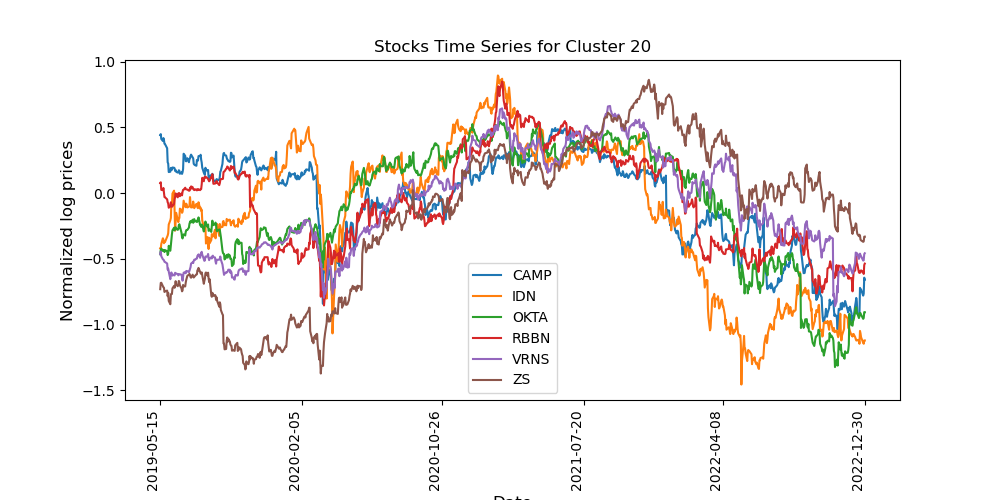 Stocks Time Series for Cluster 20
Normalized log prices
1.0
0.5
0.0
−0.5
−1.0
−1.5
CAMP
IDN
OKTA
RBBN
VRNS
ZS
2019-05-15
2020-02-05
2020-10-26
2021-07-20
2022-04-08
2022-12-30
Date